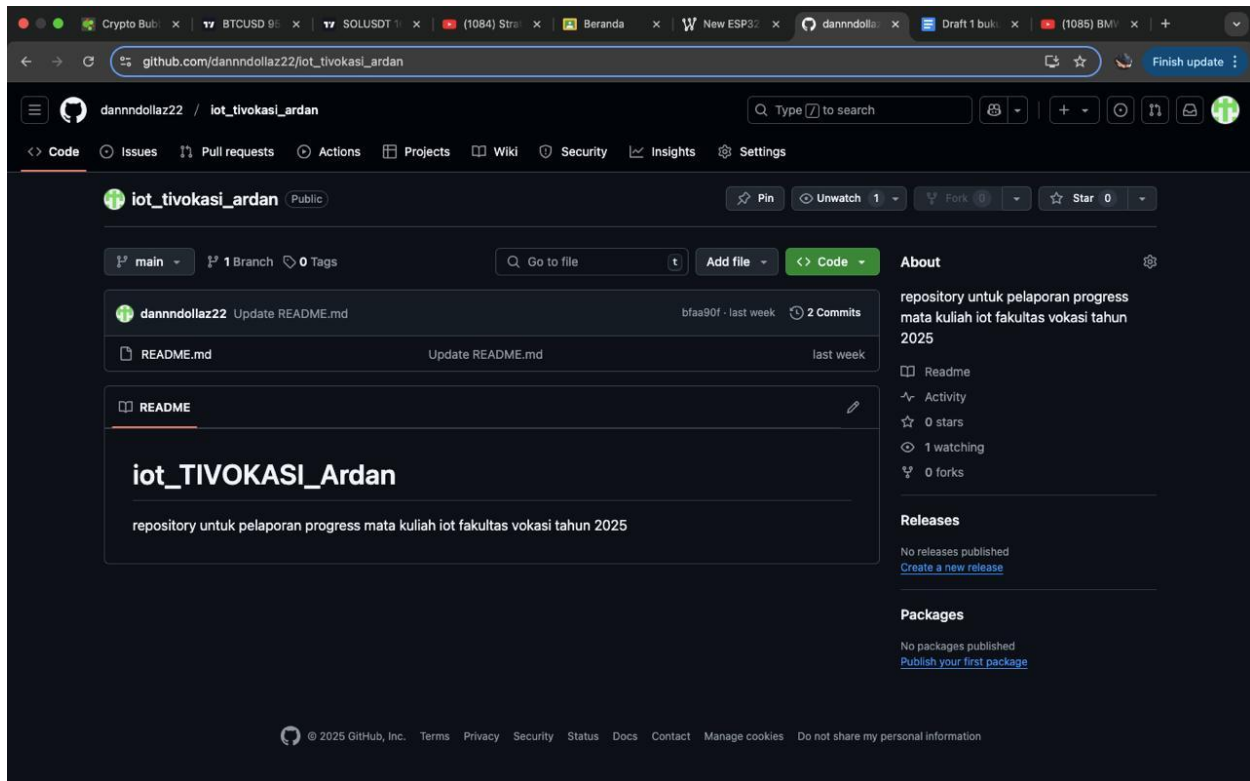 Crypto Bubl
BTCUSD 95
SOLUSDT 1
(1084) Stra
Beranda
New ESP32
dannndolla
Draft 1 buku
(1085) BMV
github.com/dannndollaz22/iot_tivokasi_ardan
Finish update
dannndollaz22 / iot_tivokasi_ardan
Type / to search
Code
Issues
Pull requests
Actions
Projects
Wiki
Security
Insights
Settings
iot_tivokasi_ardan Public
Pin
Unwatch 1
Fork 0
Star 0
main
1 Branch
0 Tags
Go to file t
Add file
<> Code
dannndollaz22 Update README.md
bfaa90f · last week
2 Commits
README.md
Update README.md
last week
README
iot_TIVOKASI_Ardan
repository untuk pelaporan progress mata kuliah iot fakultas vokasi tahun 2025
About
repository untuk pelaporan progress
mata kuliah iot fakultas vokasi tahun
2025
Readme
Activity
0 stars
1 watching
0 forks
Releases
No releases published
Create a new release
Packages
No packages published
Publish your first package
© 2025 GitHub, Inc. Terms Privacy Security Status Docs Contact Manage cookies Do not share my personal information